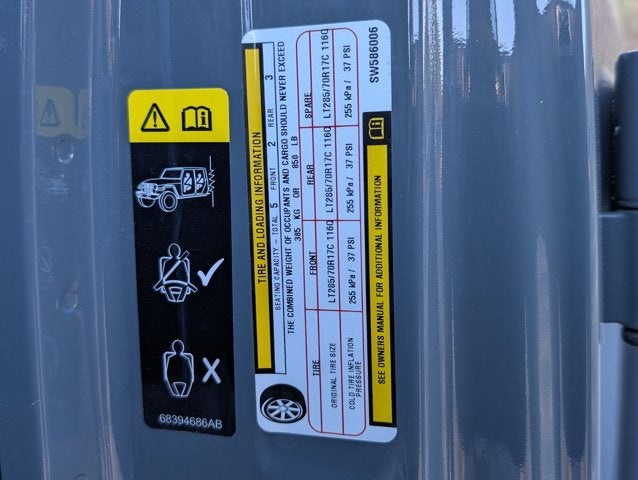 68394686AB
TIRE AND LOADING INFORMATION
SEATING CAPACITY - TOTAL 5 FRONT 2 REAR 3
THE COMBINED WEIGHT OF OCCUPANTS AND CARGO SHOULD NEVER EXCEED
385 KG OR 850 LB
TIRE FRONT REAR SPARE
ORIGINAL TIRE SIZE LT285/70R17C 116Q LT285/70R17C 116Q LT285/70R17C 116Q
COLD TIRE INFLATION PRESSURE 255 kPa/ 37 PSI 255 kPa/ 37 PSI 255 kPa/ 37 PSI
SEE OWNERS MANUAL FOR ADDITIONAL INFORMATION
SW586006